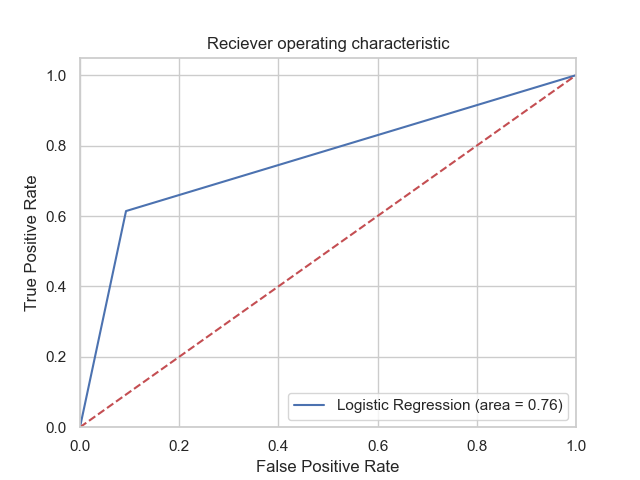 Reciever operating characteristic
1.0
0.8
0.6
0.4
0.2
0.0
True Positive Rate
Logistic Regression (area = 0.76)
0.0 0.2 0.4 0.6 0.8 1.0
False Positive Rate